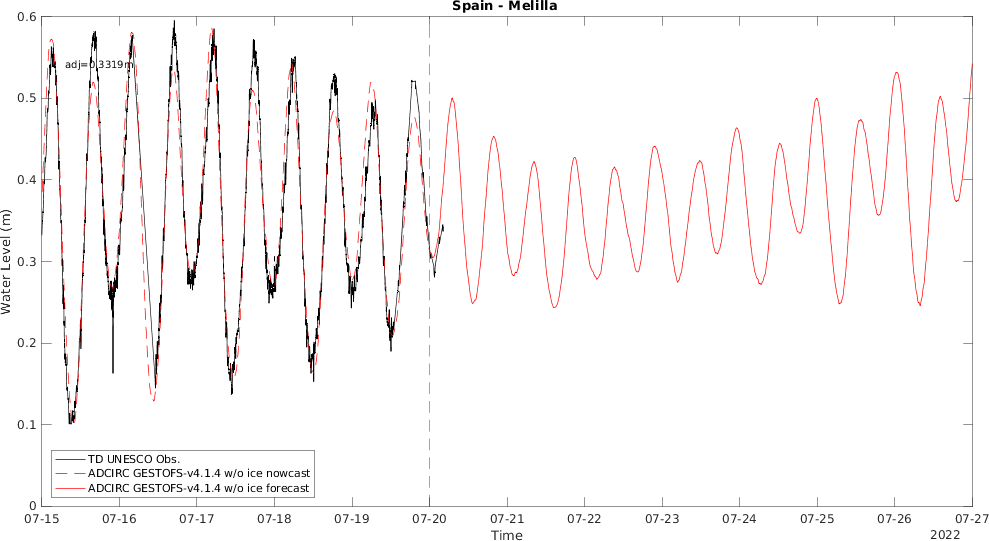 Spain - Melilla
0.6
adj=0.3319m
0.5
0.4
Water Level (m)
0.3
0.2
0.1
TD UNESCO Obs.
ADCIRC GESTOFS-v4.1.4 w/o ice nowcast
ADCIRC GESTOFS-v4.1.4 w/o ice forecast
0
07-15 07-16 07-17 07-18 07-19 07-20 07-21 07-22 07-23 07-24 07-25 07-26 07-27
Time
2022